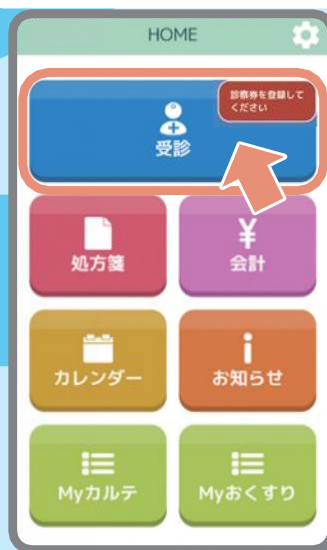 HOME
診察券を登録して
ください
受診
処方箋
¥
会計
カレンダー
お知らせ
Myカルテ
Myおくすり